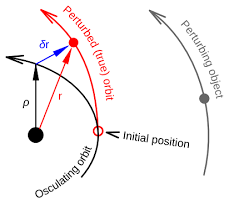 Perturbed (true) orbit
Perturbing object
δr
ρ
r
Initial position
Osculating orbit